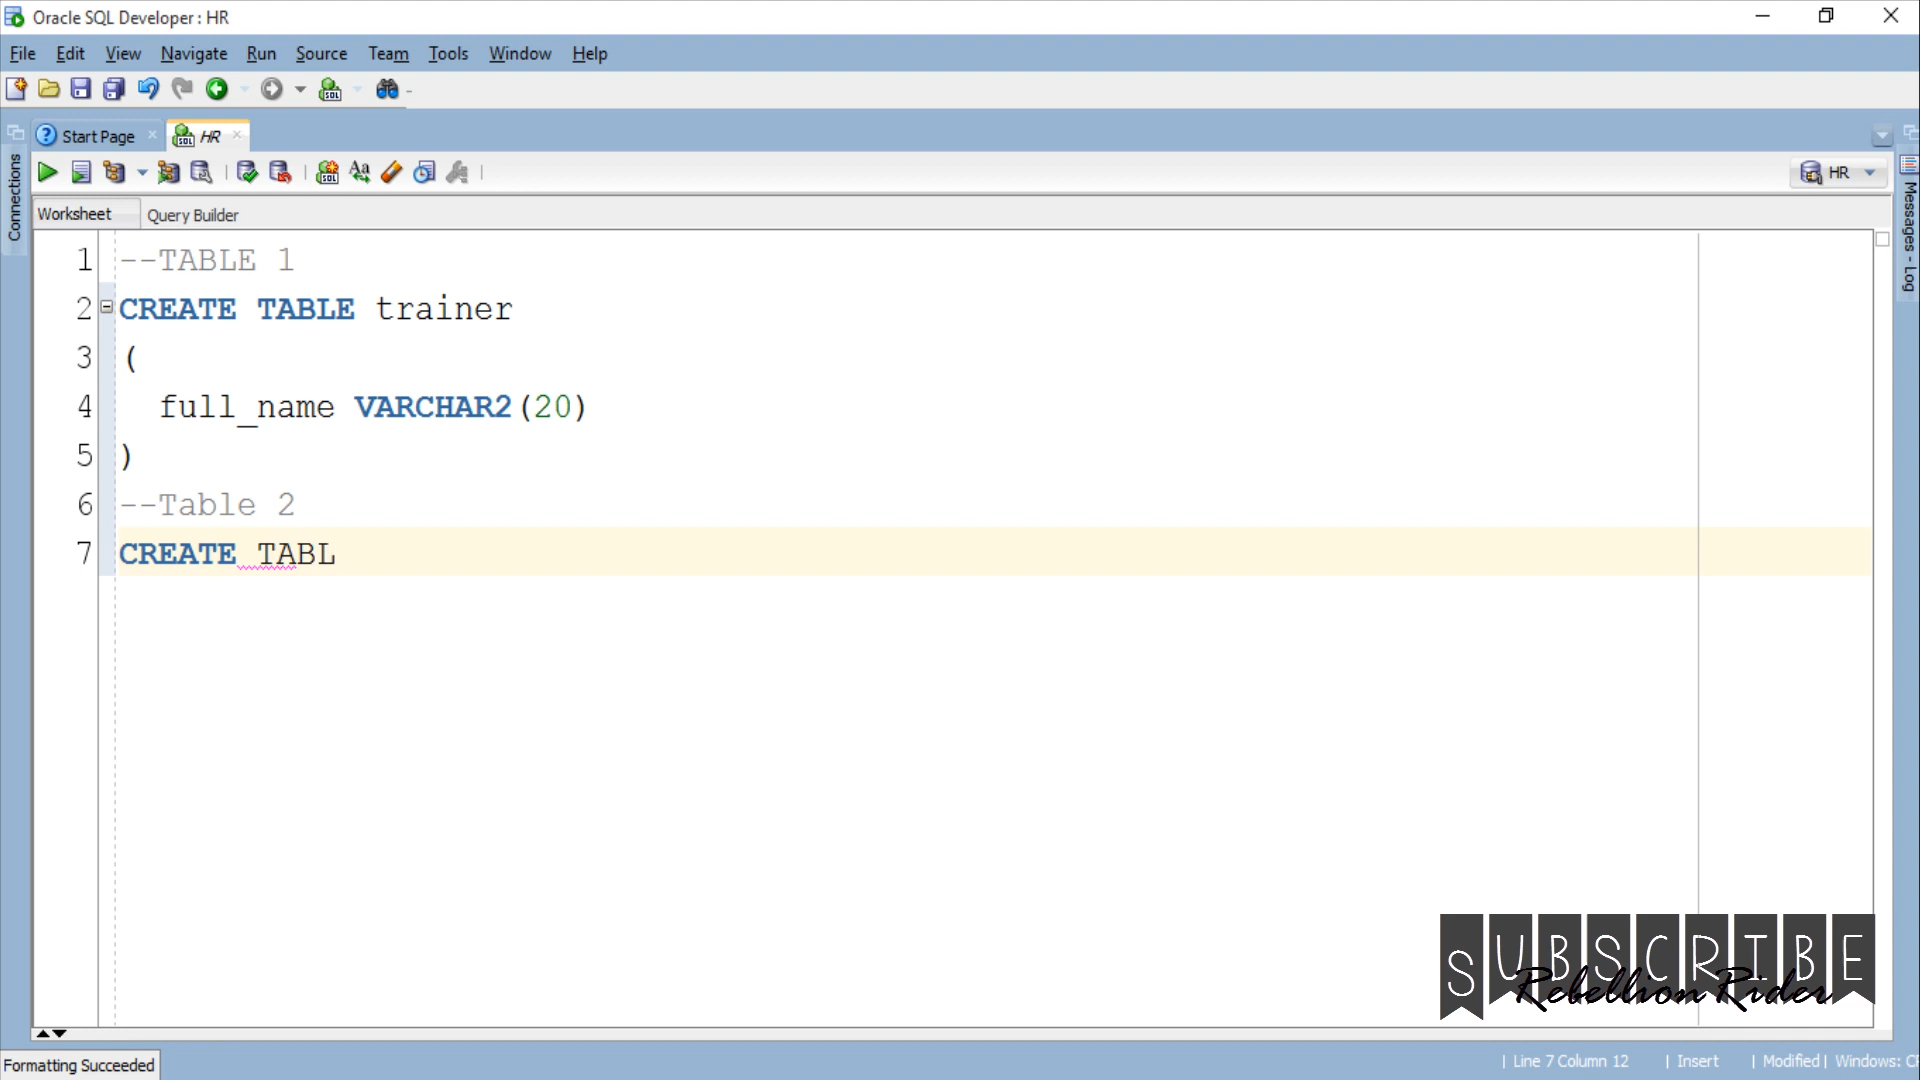 Oracle SQL Developer : HR
File Edit View Navigate Run Source Team Tools Window Help
Start Page HR
HR
Connections
Messages - Log
Worksheet Query Builder
1 --TABLE 1
2 CREATE TABLE trainer
3 (
4 full_name VARCHAR2(20)
5 )
6 --Table 2
7 CREATE TABL
SUBSCRIBE
Rebellion Rider
Formatting Succeeded | Line 7 Column 12 | Insert | Modified | Windows: